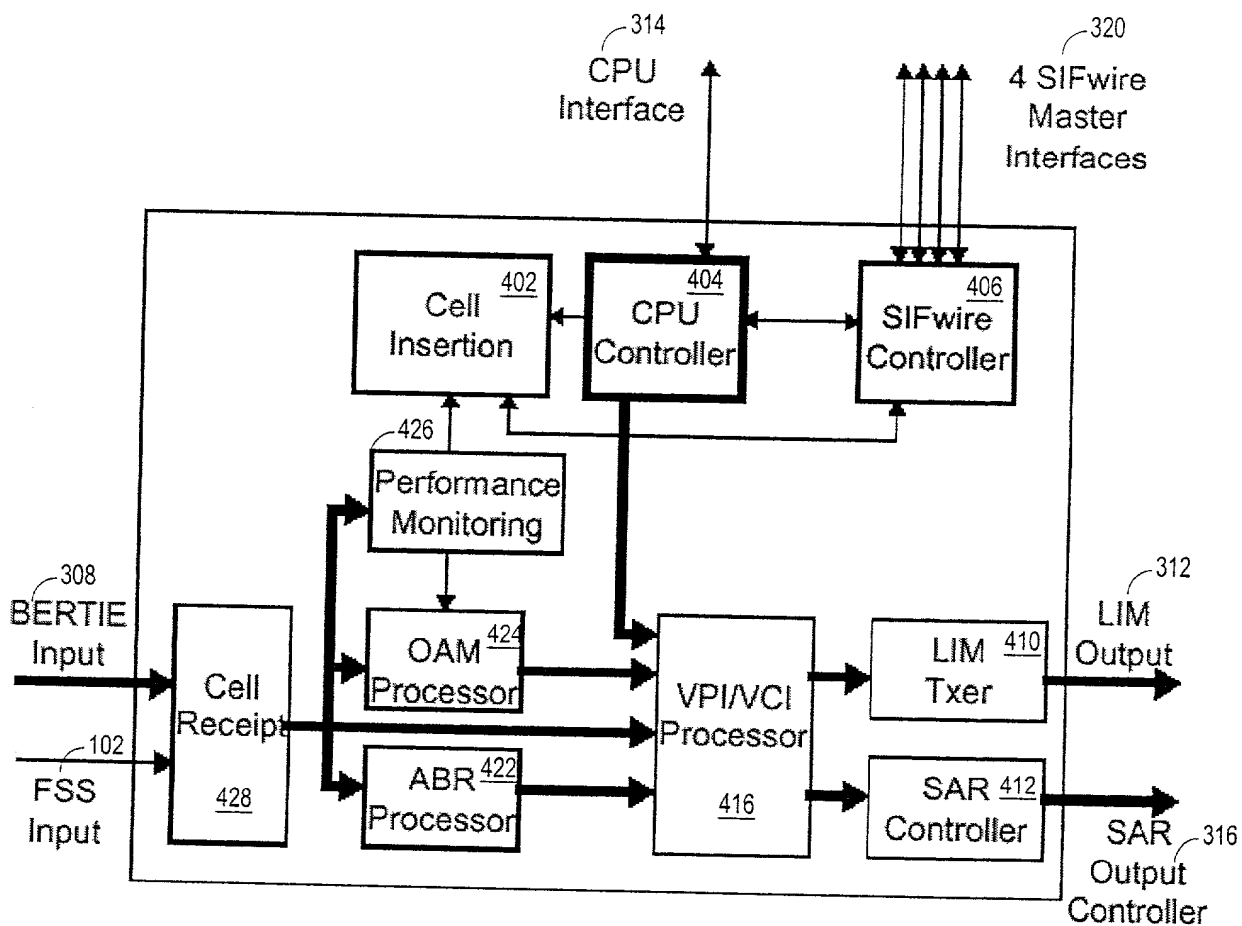 314
CPU
Interface
320
4 SIFwire
Master
Interfaces
402
Cell
Insertion
404
CPU
Controller
406
SIFwire
Controller
426
Performance
Monitoring
308
BERTIE
Input
102
FSS
Input
Cell
Receipt
428
OAM 424
Processor
ABR 422
Processor
VPI/VCI
Processor
416
LIM 410
Txer
SAR 412
Controller
312
LIM
Output
SAR 316
Output
Controller